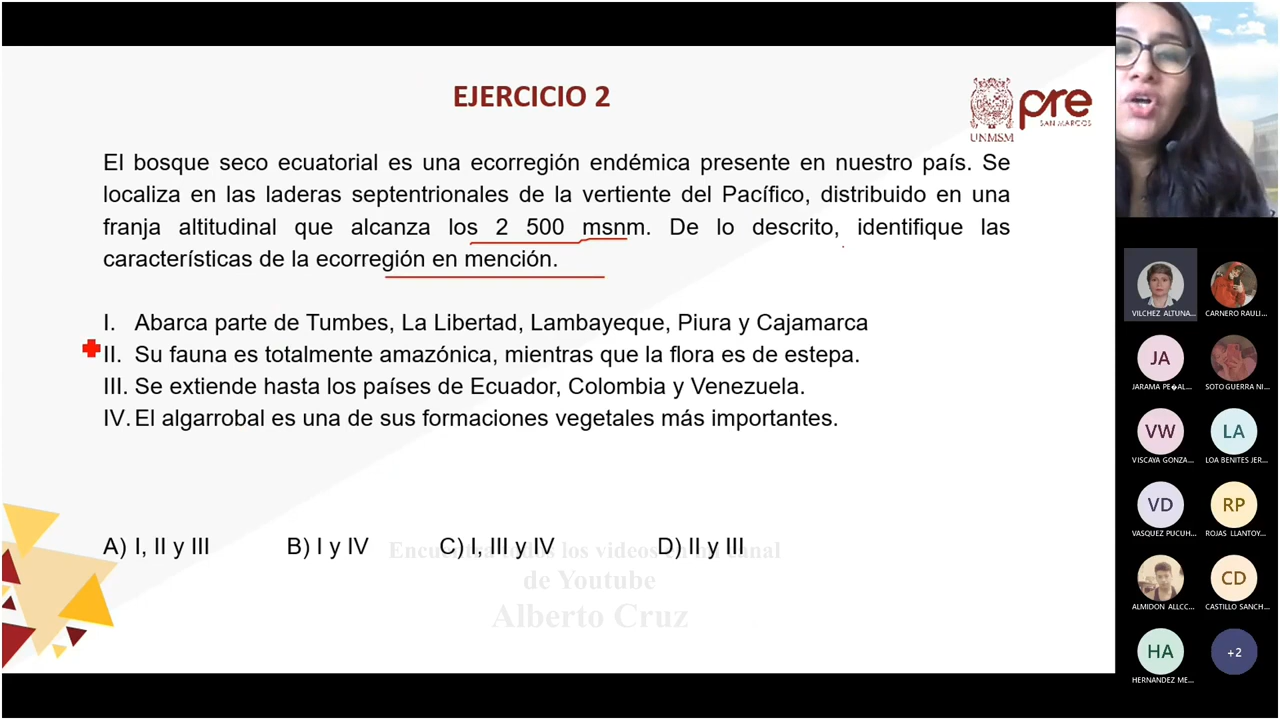 EJERCICIO 2
UNMSM
pre
SAN MARCOS
El bosque seco ecuatorial es una ecorregión endémica presente en nuestro país. Se
localiza en las laderas septentrionales de la vertiente del Pacífico, distribuido en una
franja altitudinal que alcanza los 2 500 msnm. De lo descrito, identifique las
características de la ecorregión en mención.
I. Abarca parte de Tumbes, La Libertad, Lambayeque, Piura y Cajamarca
II. Su fauna es totalmente amazónica, mientras que la flora es de estepa.
III. Se extiende hasta los países de Ecuador, Colombia y Venezuela.
IV. El algarrobal es una de sus formaciones vegetales más importantes.
A) I, II y III B) I y IV C) I, III y IV D) II y III
Encuentra todos los videos en mi canal
de Youtube
Alberto Cruz
VILCHEZ ALTUNA...
CARNERO RAULI...
JA
JARAMA PE�AL...
SOTO GUERRA NI...
VW
VISCAYA GONZA...
LA
LOA BENITES JER...
VD
VASQUEZ PUCUH...
RP
ROJAS LLANTOY...
ALMIDON ALLCC...
CD
CASTILLO SANCH...
HA
HERNANDEZ ME...
+2